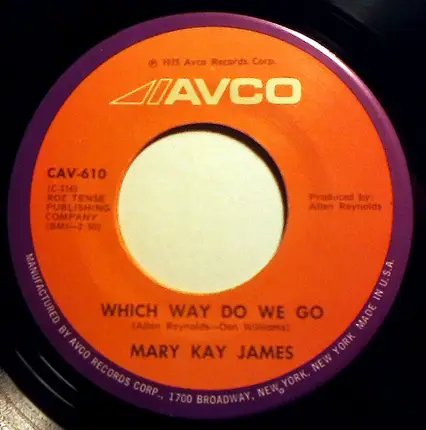 ℗ 1975 Avco Records Corp.
AVCO
CAV-610
(C-116)
ROE TENSE
PUBLISHING
COMPANY
(BMI—2:30)
Produced by:
Allen Reynolds
WHICH WAY DO WE GO
(Allen Reynolds—Don Williams)
MARY KAY JAMES
MANUFACTURED BY AVCO RECORDS CORP., 1700 BROADWAY, NEW YORK, NEW YORK MADE IN U.S.A.